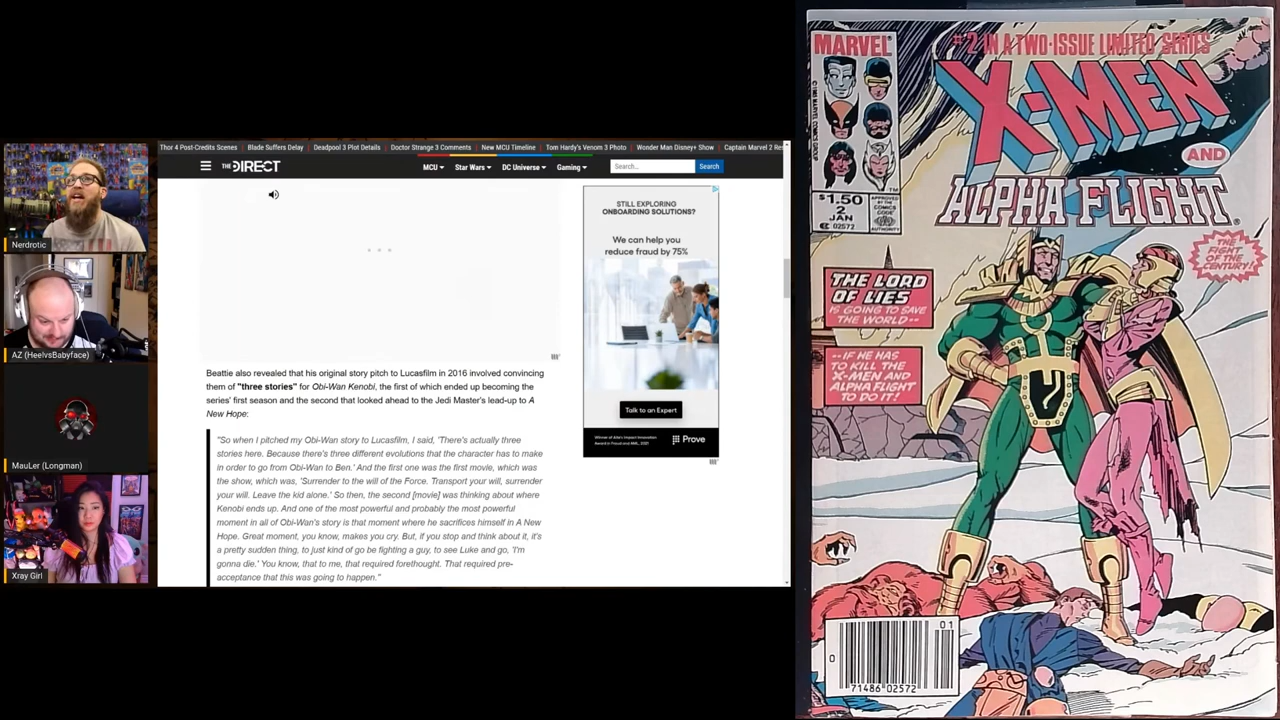 Nerdrotic
AZ (HeelvsBabyface)
MauLer (Longman)
Xray Girl
Thor 4 Post-Credits Scenes | Blade Suffers Delay | Deadpool 3 Plot Details | Doctor Strange 3 Comments | New MCU Timeline | Tom Hardy's Venom 3 Photo | Wonder Man Disney+ Show | Captain Marvel 2 Res
THE DIRECT
MCU Star Wars DC Universe Gaming
Search... Search
Beattie also revealed that his original story pitch to Lucasfilm in 2016 involved convincing
them of "three stories" for Obi-Wan Kenobi, the first of which ended up becoming the
series' first season and the second that looked ahead to the Jedi Master's lead-up to A
New Hope:
"So when I pitched my Obi-Wan story to Lucasfilm, I said, 'There's actually three
stories here. Because there's three different evolutions that the character has to make
in order to go from Obi-Wan to Ben.' And the first one was the first movie, which was
the show, which was, 'Surrender to the will of the Force. Transport your will, surrender
your will. Leave the kid alone.' So then, the second [movie] was thinking about where
Kenobi ends up. And one of the most powerful and probably the most powerful
moment in all of Obi-Wan's story is that moment where he sacrifices himself in A New
Hope. Great moment, you know, makes you cry. But, if you stop and think about it, it's
a pretty sudden thing, to just kind of go be fighting a guy, to see Luke and go, 'I'm
gonna die.' You know, that to me, that required forethought. That required pre-
acceptance that this was going to happen."
STILL EXPLORING
ONBOARDING SOLUTIONS?
We can help you
reduce fraud by 75%
Talk to an Expert
Prove
MARVEL
#2 IN A TWO-ISSUE LIMITED SERIES
X-MEN
AND
ALPHA FLIGHT
$1.50
2
JAN
02572
APPROVED
BY THE
COMICS
CODE
AUTHORITY
THE FIGHT
OF THE
CENTURY!
THE LORD
OF LIES
IS GOING TO SAVE
THE WORLD--
--IF HE HAS
TO KILL THE
X-MEN AND
ALPHA FLIGHT
TO DO IT!
01
0
71486 02572